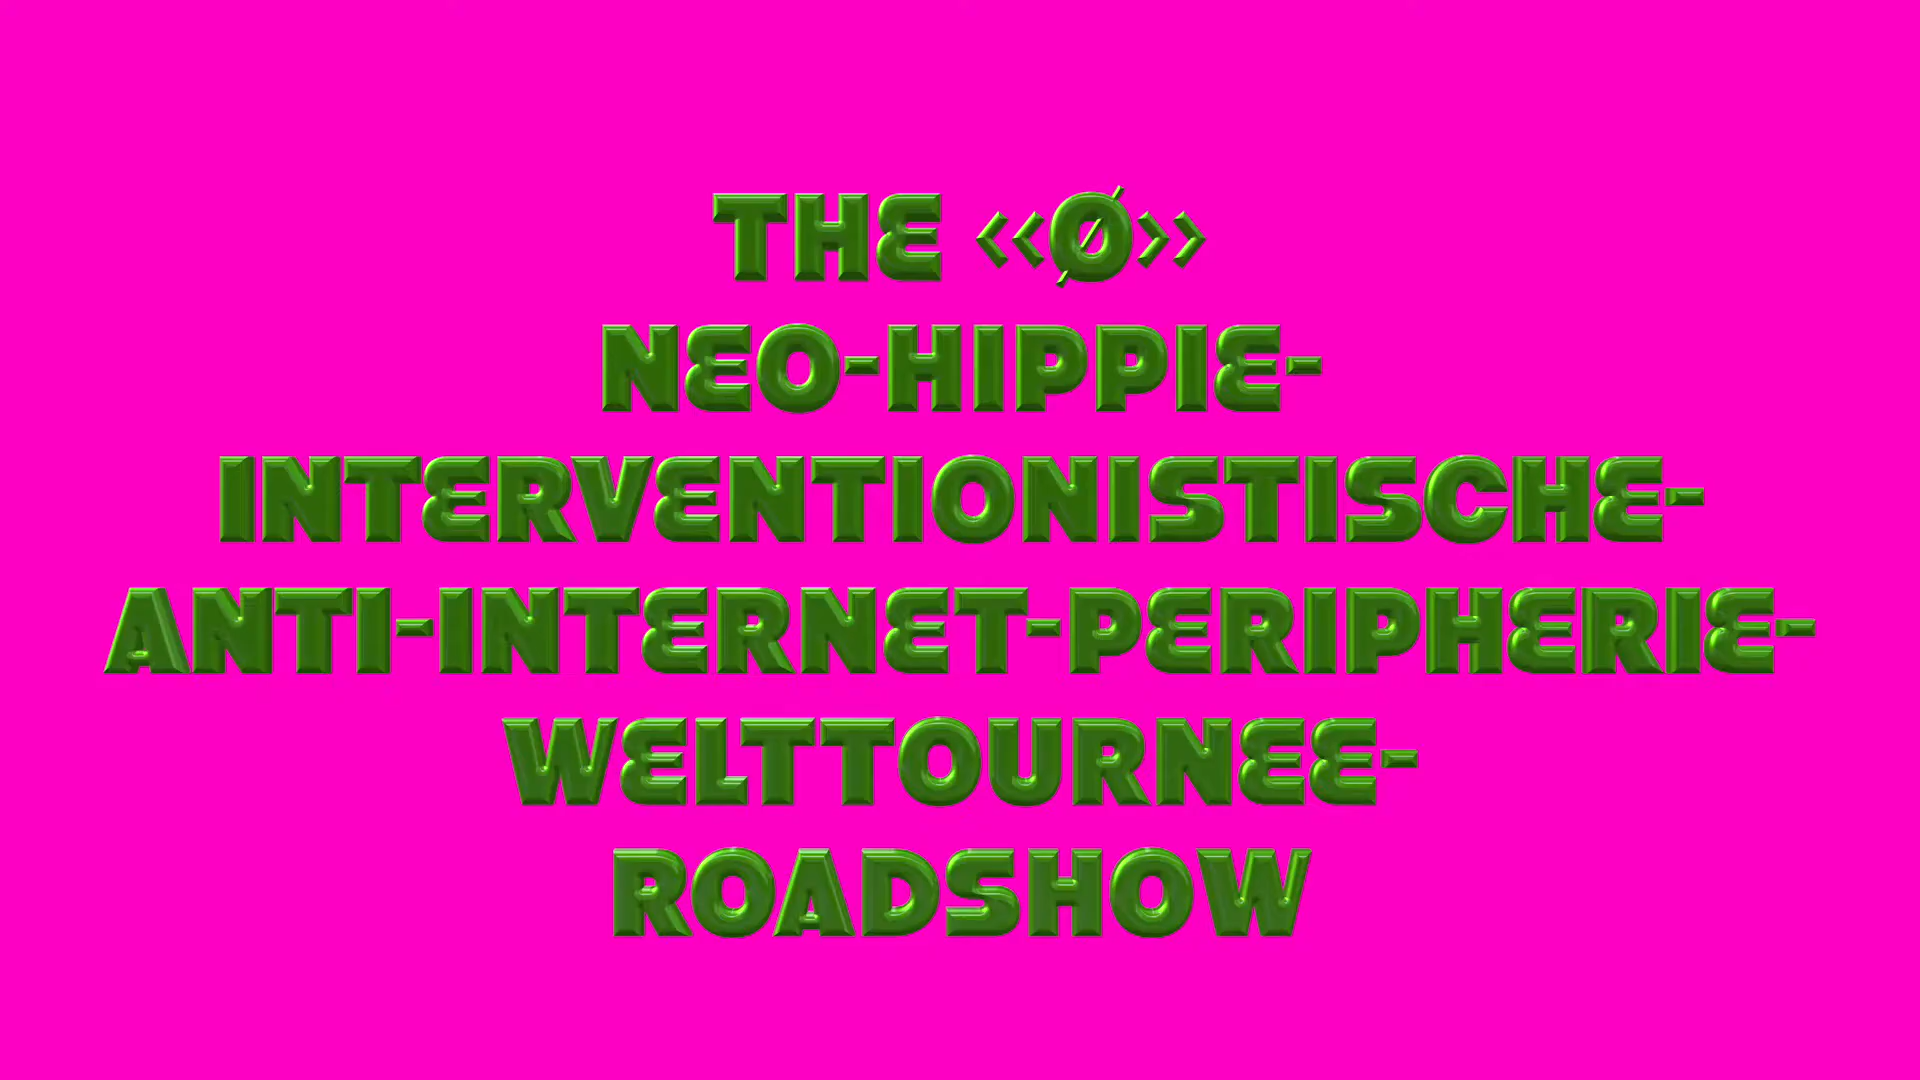 THE <<Ø>>
NEO-HIPPIE-
INTERVENTIONISTISCHE-
ANTI-INTERNET-PERIPHERIE-
WELTTOURNEE-
ROADSHOW